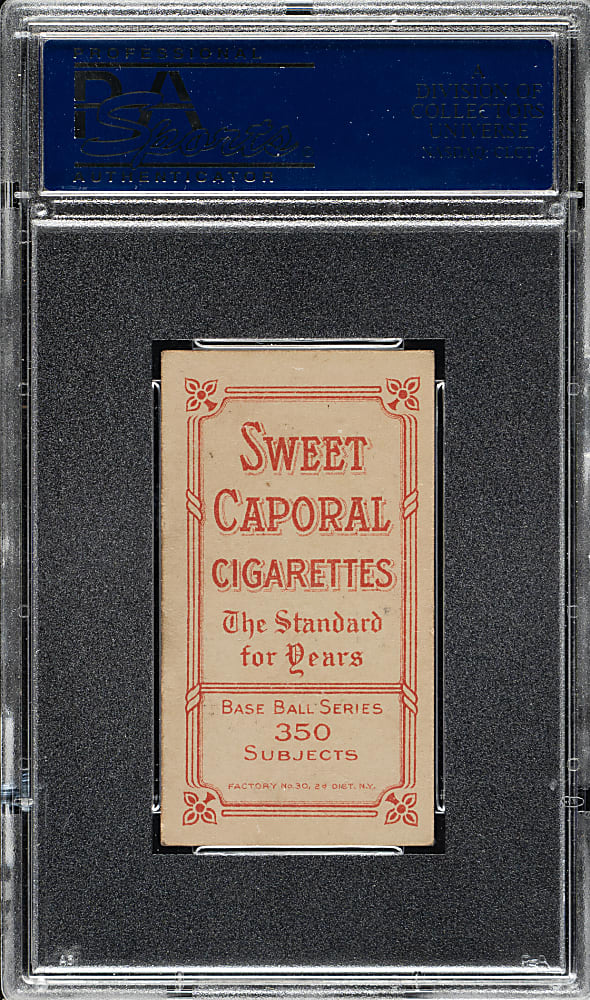 PROFESSIONAL
PSA
Sports
AUTHENTICATOR
A
DIVISION OF
COLLECTORS
UNIVERSE
SWEET
CAPORAL
CIGARETTES
The Standard
for Years
BASE BALL SERIES
350
SUBJECTS
FACTORY No. 30, 2d DIST. N.Y.
PSA